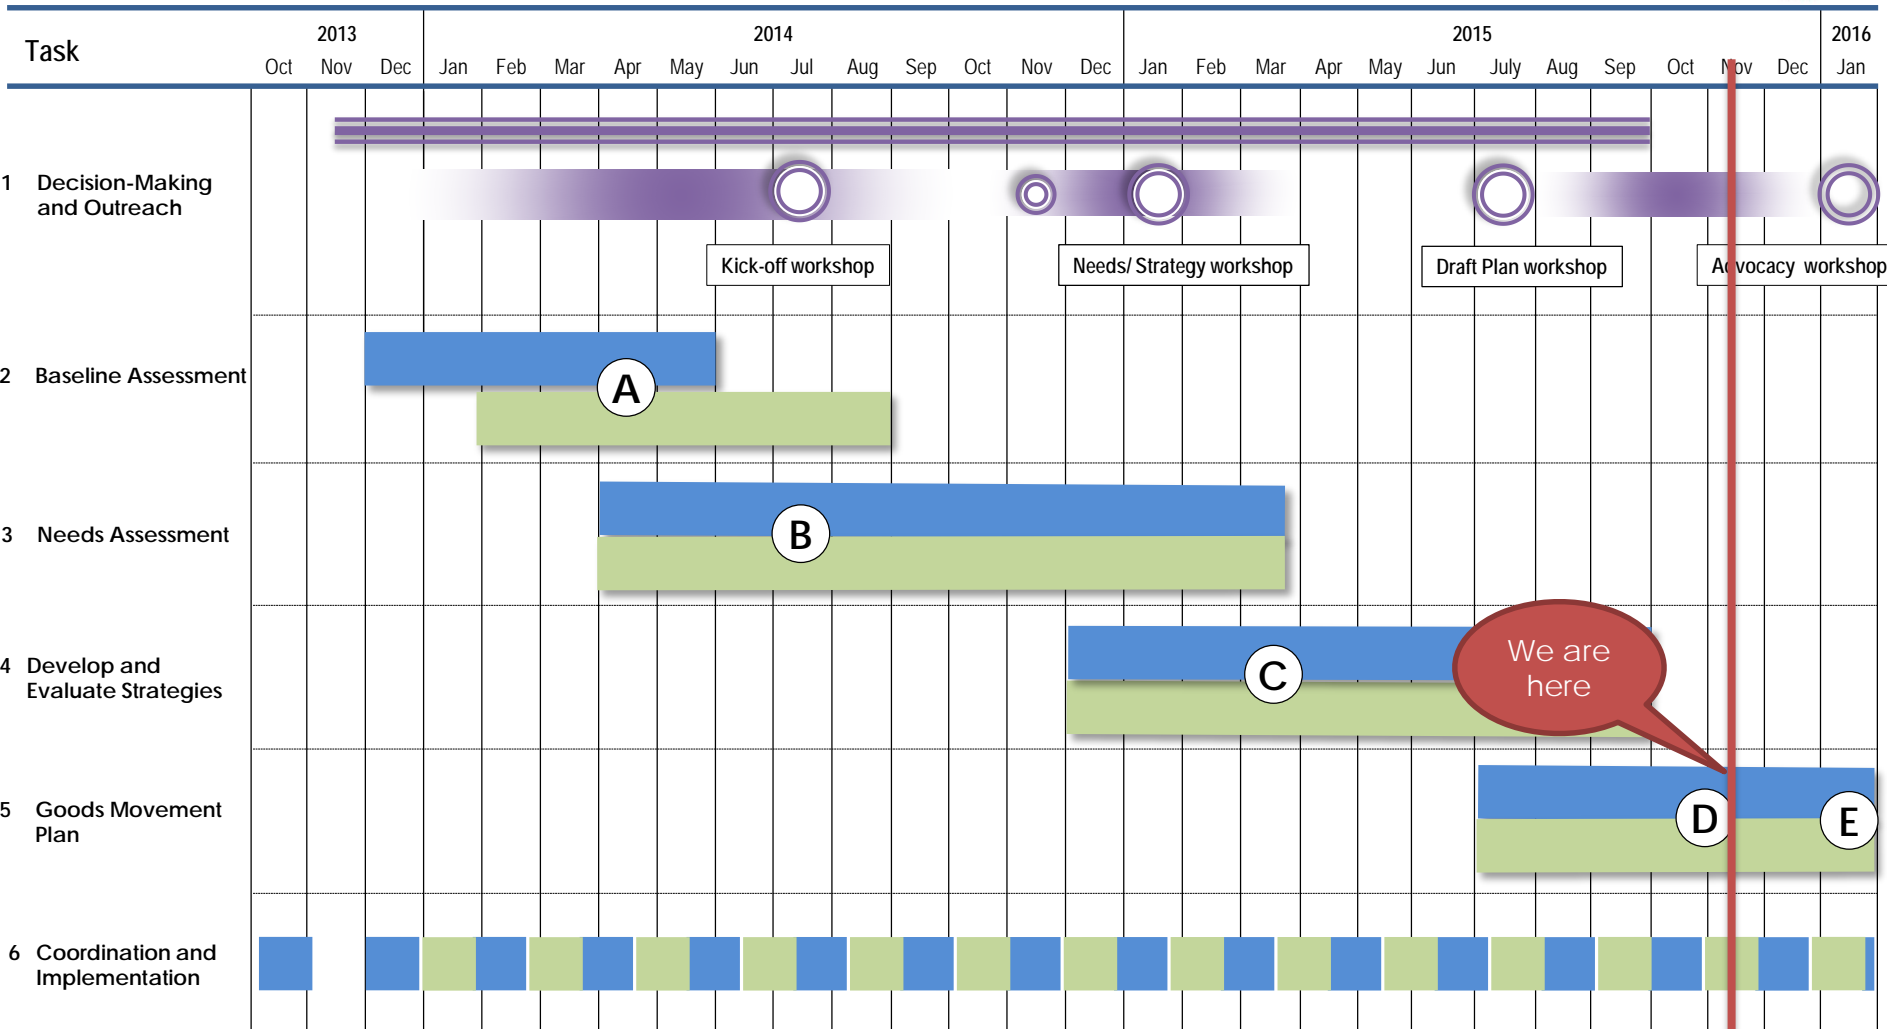 Task
2013 2014 2015 2016
Oct Nov Dec Jan Feb Mar Apr May Jun Jul Aug Sep Oct Nov Dec Jan Feb Mar Apr May Jun July Aug Sep Oct Nov Dec Jan
1 Decision-Making
and Outreach
Kick-off workshop
Needs/ Strategy workshop
Draft Plan workshop
Advocacy workshop
2 Baseline Assessment
A
3 Needs Assessment
B
4 Develop and
Evaluate Strategies
C
We are
here
5 Goods Movement
Plan
D
E
6 Coordination and
Implementation